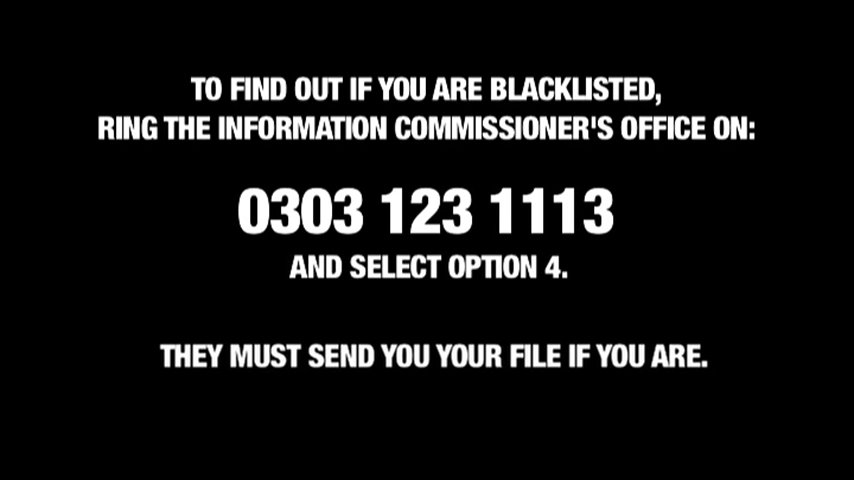 TO FIND OUT IF YOU ARE BLACKLISTED,
RING THE INFORMATION COMMISSIONER'S OFFICE ON:
0303 123 1113
AND SELECT OPTION 4.
THEY MUST SEND YOU YOUR FILE IF YOU ARE.